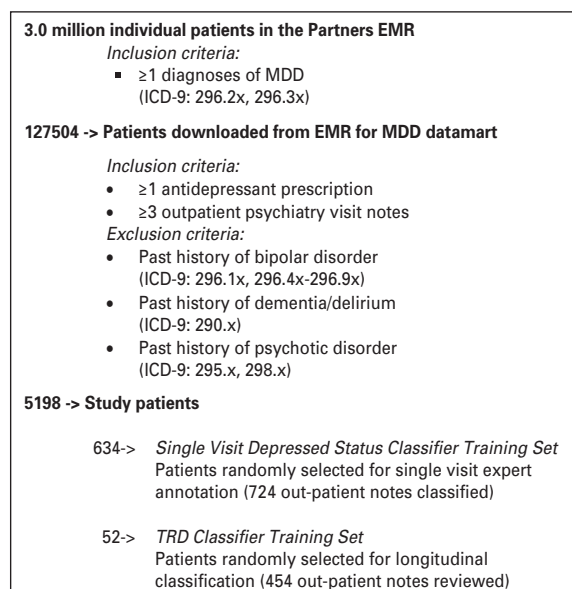 3.0 million individual patients in the Partners EMR
Inclusion criteria:
▪ ≥1 diagnoses of MDD
(ICD-9: 296.2x, 296.3x)
127504 -> Patients downloaded from EMR for MDD datamart
Inclusion criteria:
• ≥1 antidepressant prescription
• ≥3 outpatient psychiatry visit notes
Exclusion criteria:
• Past history of bipolar disorder
(ICD-9: 296.1x, 296.4x-296.9x)
• Past history of dementia/delirium
(ICD-9: 290.x)
• Past history of psychotic disorder
(ICD-9: 295.x, 298.x)
5198 -> Study patients
634-> Single Visit Depressed Status Classifier Training Set
Patients randomly selected for single visit expert
annotation (724 out-patient notes classified)
52-> TRD Classifier Training Set
Patients randomly selected for longitudinal
classification (454 out-patient notes reviewed)